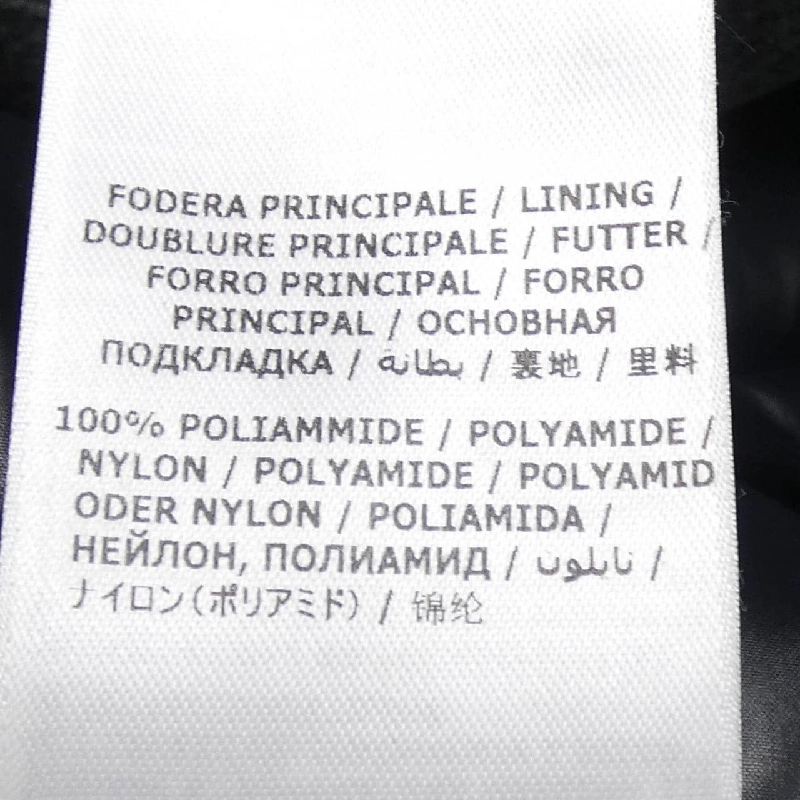 FODERA PRINCIPALE / LINING /
DOUBLURE PRINCIPALE / FUTTER /
FORRO PRINCIPAL / FORRO
PRINCIPAL / ОСНОВНАЯ
ПОДКЛАДКА / بطانة / 裏地 / 里料
100% POLIAMMIDE / POLYAMIDE /
NYLON / POLYAMIDE / POLYAMID
ODER NYLON / POLIAMIDA /
НЕЙЛОН, ПОЛИАМИД / نايلون /
ナイロン(ポリアミド) / 锦纶